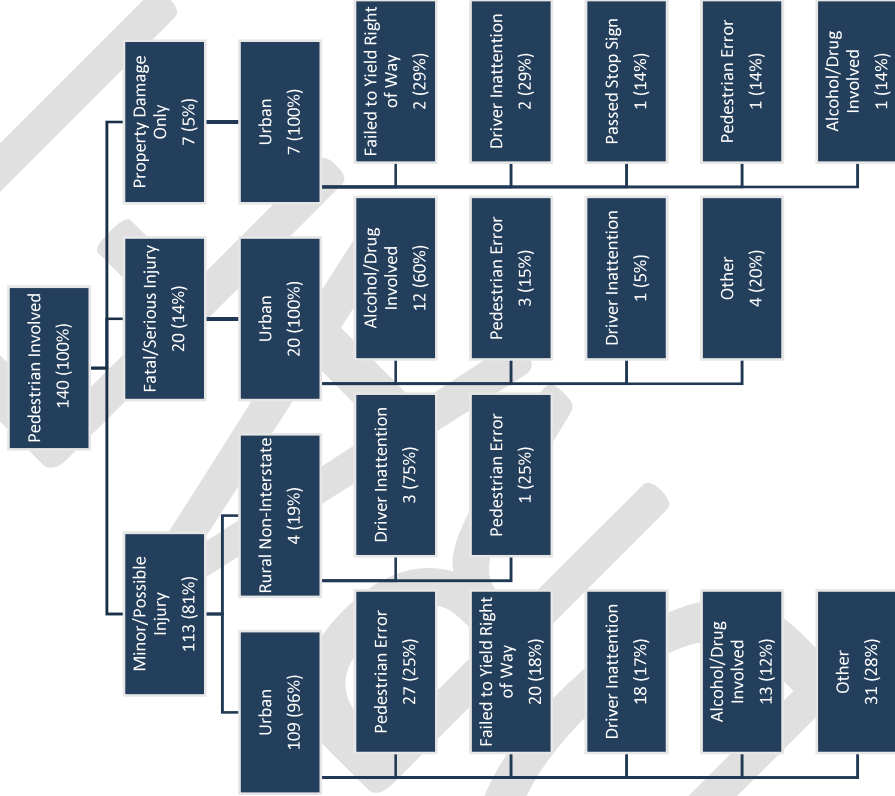 Pedestrian Involved
140 (100%)
Minor/Possible
Injury
113 (81%)
Urban
109 (96%)
Pedestrian Error
27 (25%)
Failed to Yield Right
of Way
20 (18%)
Driver Inattention
18 (17%)
Alcohol/Drug
Involved
13 (12%)
Other
31 (28%)
Rural Non-Interstate
4 (19%)
Driver Inattention
3 (75%)
Pedestrian Error
1 (25%)
Fatal/Serious Injury
20 (14%)
Urban
20 (100%)
Alcohol/Drug
Involved
12 (60%)
Pedestrian Error
3 (15%)
Driver Inattention
1 (5%)
Other
4 (20%)
Property Damage
Only
7 (5%)
Urban
7 (100%)
Failed to Yield Right
of Way
2 (29%)
Driver Inattention
2 (29%)
Passed Stop Sign
1 (14%)
Pedestrian Error
1 (14%)
Alcohol/Drug
Involved
1 (14%)